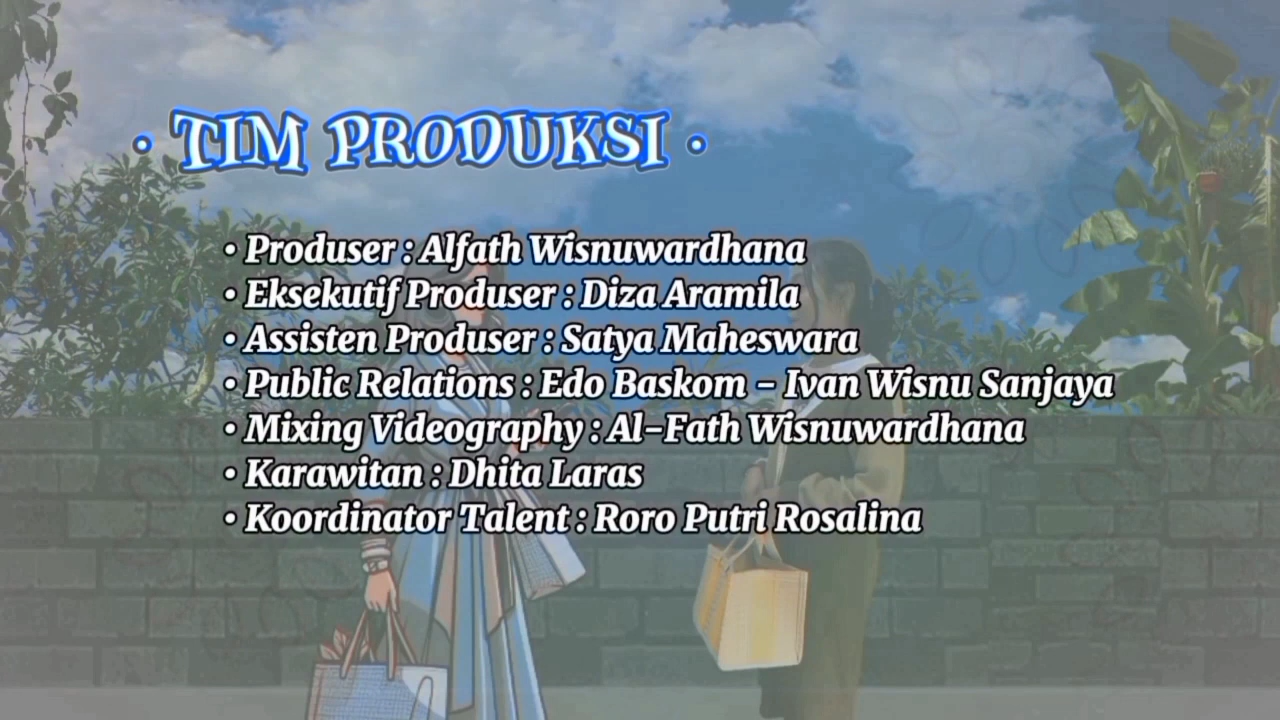 • TIM PRODUKSI •
• Produser : Alfath Wisnuwardhana
• Eksekutif Produser : Diza Aramila
• Assisten Produser : Satya Maheswara
• Public Relations : Edo Baskom - Ivan Wisnu Sanjaya
• Mixing Videography : Al-Fath Wisnuwardhana
• Karawitan : Dhita Laras
• Koordinator Talent : Roro Putri Rosalina